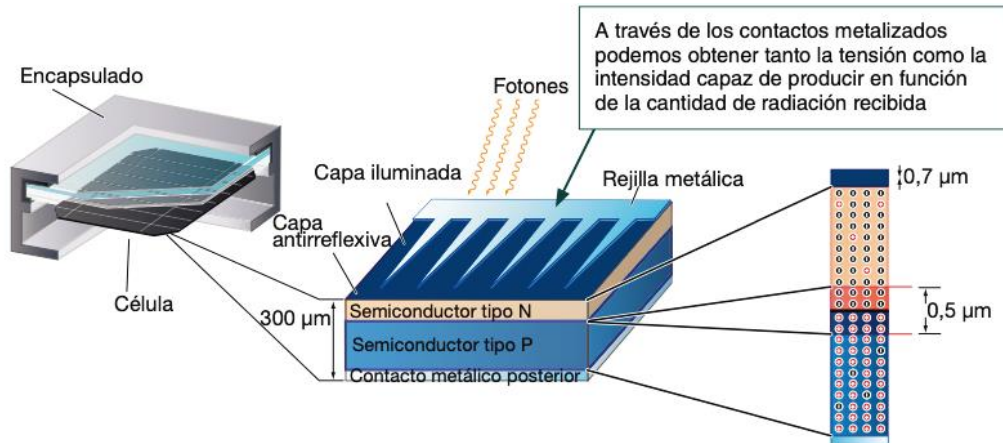 A través de los contactos metalizados
podemos obtener tanto la tensión como la
intensidad capaz de producir en función
de la cantidad de radiación recibida
Encapsulado
Fotones
Capa iluminada
Rejilla metálica
0,7 µm
Capa
antirreflexiva
Célula
300 µm
Semiconductor tipo N
0,5 µm
Semiconductor tipo P
Contacto metálico posterior